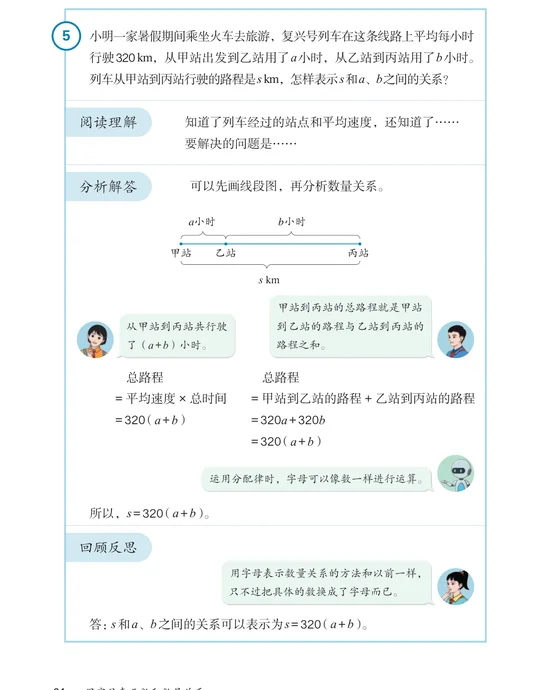 5 小明一家暑假期间乘坐火车去旅游，复兴号列车在这条线路上平均每小时
行驶320 km，从甲站出发到乙站用了a小时，从乙站到丙站用了b小时。
列车从甲站到丙站行驶的路程是s km，怎样表示s和a、b之间的关系？
阅读理解
知道了列车经过的站点和平均速度，还知道了……
要解决的问题是……
分析解答
可以先画线段图，再分析数量关系。
a小时 b小时
甲站 乙站 丙站
s km
从甲站到丙站共行驶
了（a+b）小时。
甲站到丙站的总路程就是甲站
到乙站的路程与乙站到丙站的
路程之和。
总路程
=平均速度×总时间
=320（a+b）
总路程
=甲站到乙站的路程+乙站到丙站的路程
=320a+320b
=320（a+b）
运用分配律时，字母可以像数一样进行运算。
所以，s=320（a+b）。
回顾反思
用字母表示数量关系的方法和以前一样，
只不过把具体的数换成了字母而已。
答：s和a、b之间的关系可以表示为s=320（a+b）。